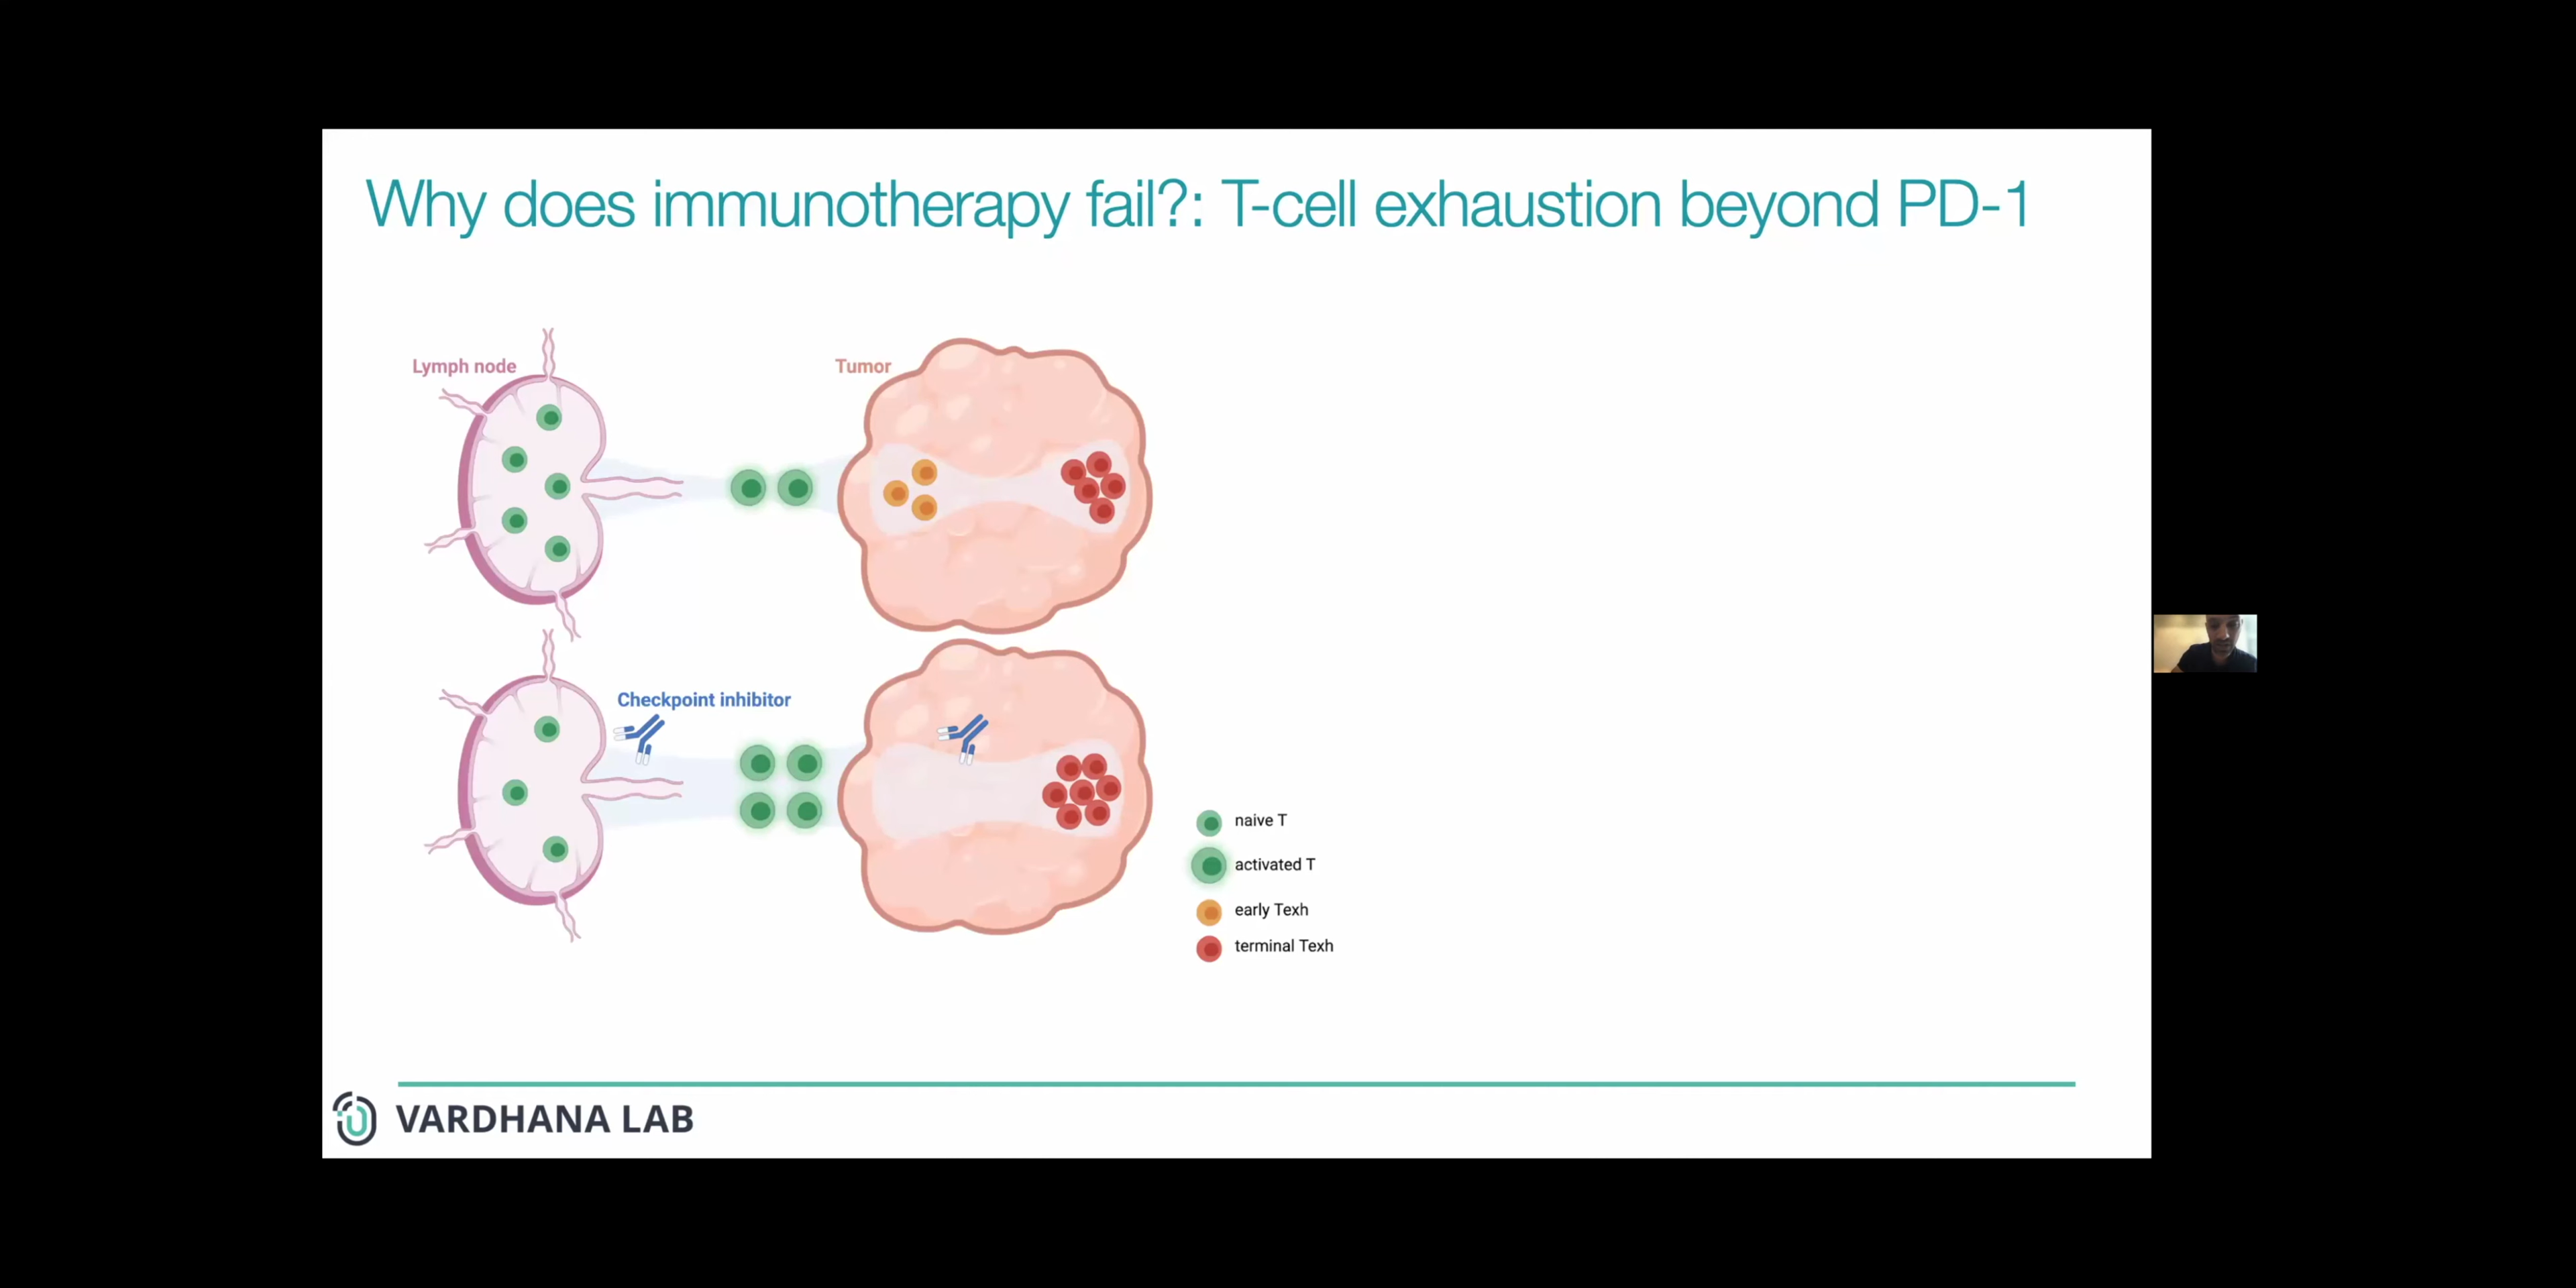 Why does immunotherapy fail?: T-cell exhaustion beyond PD-1
Lymph node
Tumor
Checkpoint inhibitor
naive T
activated T
early Texh
terminal Texh
VARDHANA LAB